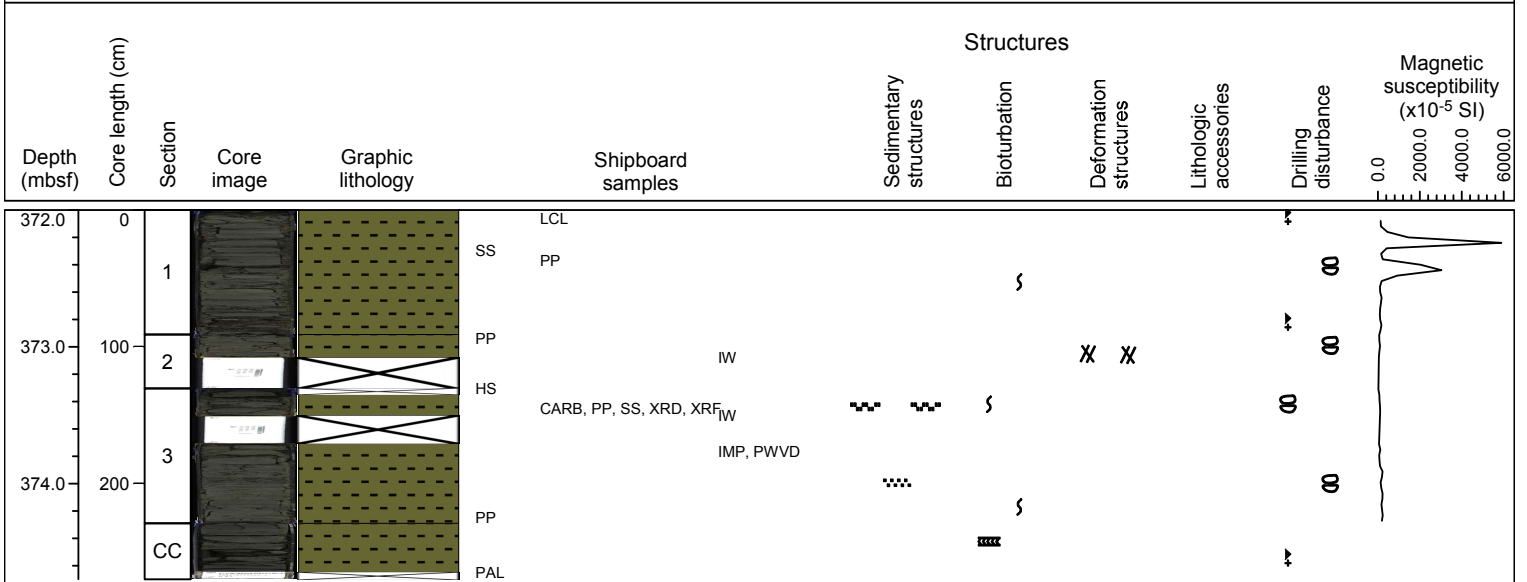 Structures
Depth
(mbsf)
Core length (cm)
Section
Core
image
Graphic
lithology
Shipboard
samples
Sedimentary
structures
Bioturbation
Deformation
structures
Lithologic
accessories
Drilling
disturbance
Magnetic
susceptibility
(x10-5 SI)
0.0
2000.0
4000.0
6000.0
372.0
0
LCL
SS
PP
1
PP
373.0
100
2
IW
HS
CARB, PP, SS, XRD, XRF
IW
IMP, PWVD
3
374.0
200
PP
CC
PAL